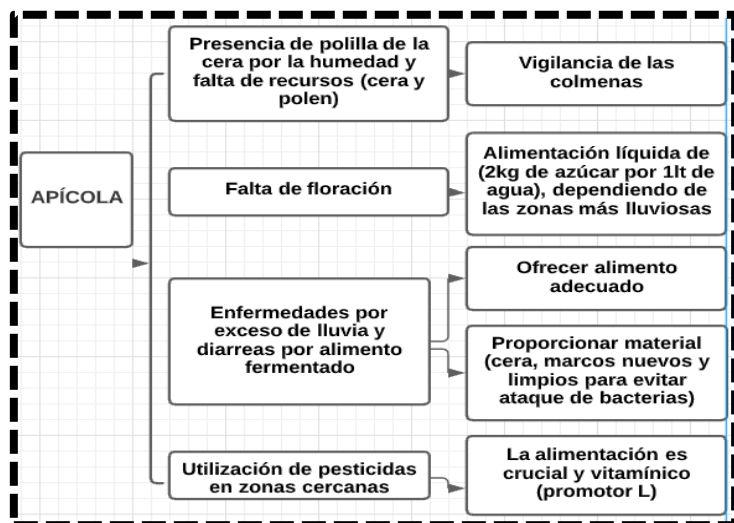 APÍCOLA
Presencia de polilla de la
cera por la humedad y
falta de recursos (cera y
polen)
Vigilancia de las
colmenas
Falta de floración
Alimentación líquida de
(2kg de azúcar por 1lt de
agua), dependiendo de
las zonas más lluviosas
Enfermedades por
exceso de lluvia y
diarreas por alimento
fermentado
Ofrecer alimento
adecuado
Proporcionar material
(cera, marcos nuevos y
limpios para evitar
ataque de bacterias)
Utilización de pesticidas
en zonas cercanas
La alimentación es
crucial y vitamínico
(promotor L)